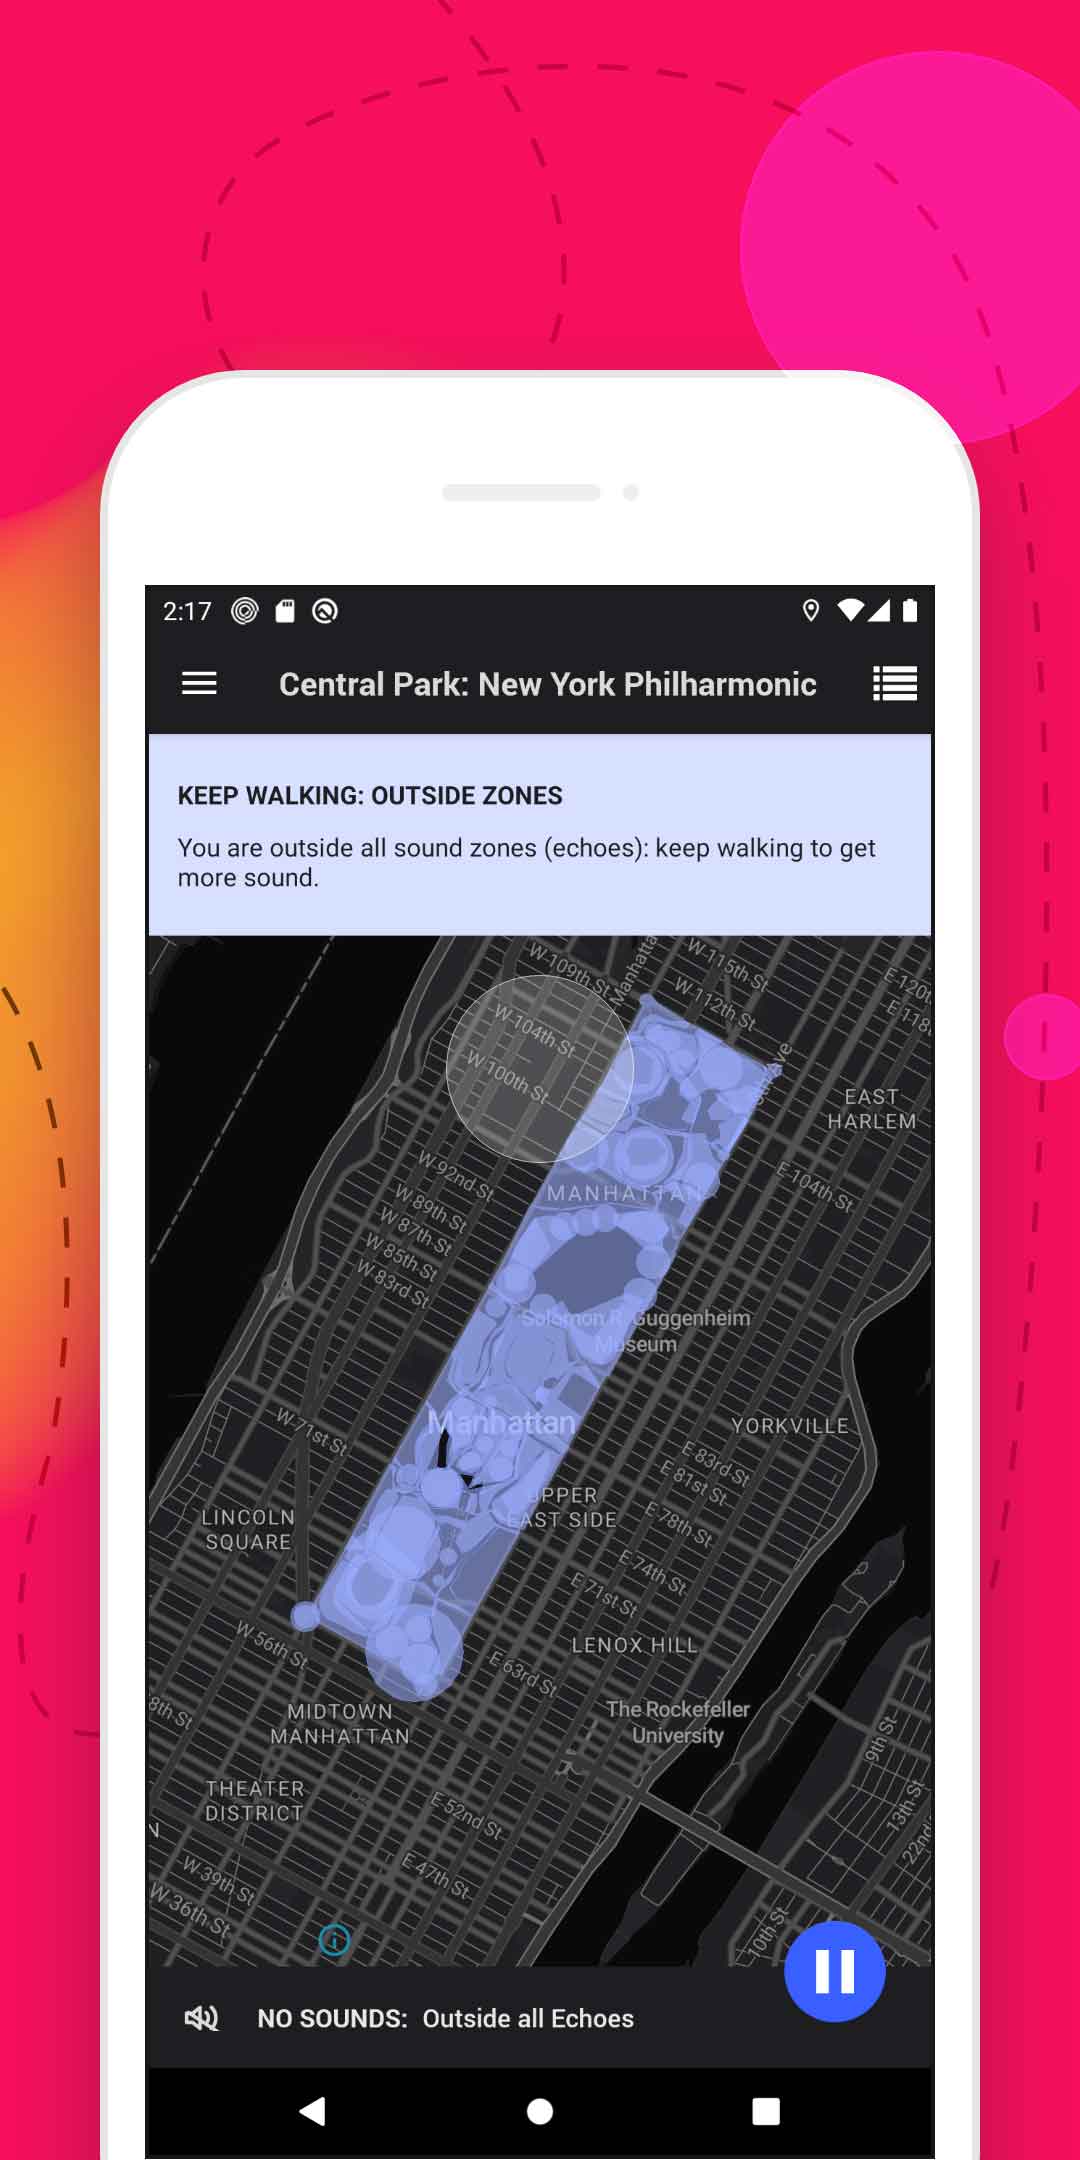 2:17
Central Park: New York Philharmonic
KEEP WALKING: OUTSIDE ZONES
You are outside all sound zones (echoes): keep walking to get
more sound.
W 109th St
W 115th St
W 112th St
W 104th St
W 100th St
EAST
HARLEM
E 104th St
W 92nd St
MANHATTAN
W 89th St
W 87th St
W 85th St
W 83rd St
Solomon R. Guggenheim
Museum
W 71st St
Manhattan
YORKVILLE
E 83rd St
E 81st St
UPPER
EAST SIDE
LINCOLN
SQUARE
E 78th St
E 74th St
E 71st St
W 56th St
LENOX HILL
E 63rd St
MIDTOWN
MANHATTAN
The Rockefeller
University
9th St
THEATER
DISTRICT
E 52nd St
13th St
E 47th St
W 39th St
W 36th St
10th St
NO SOUNDS: Outside all Echoes